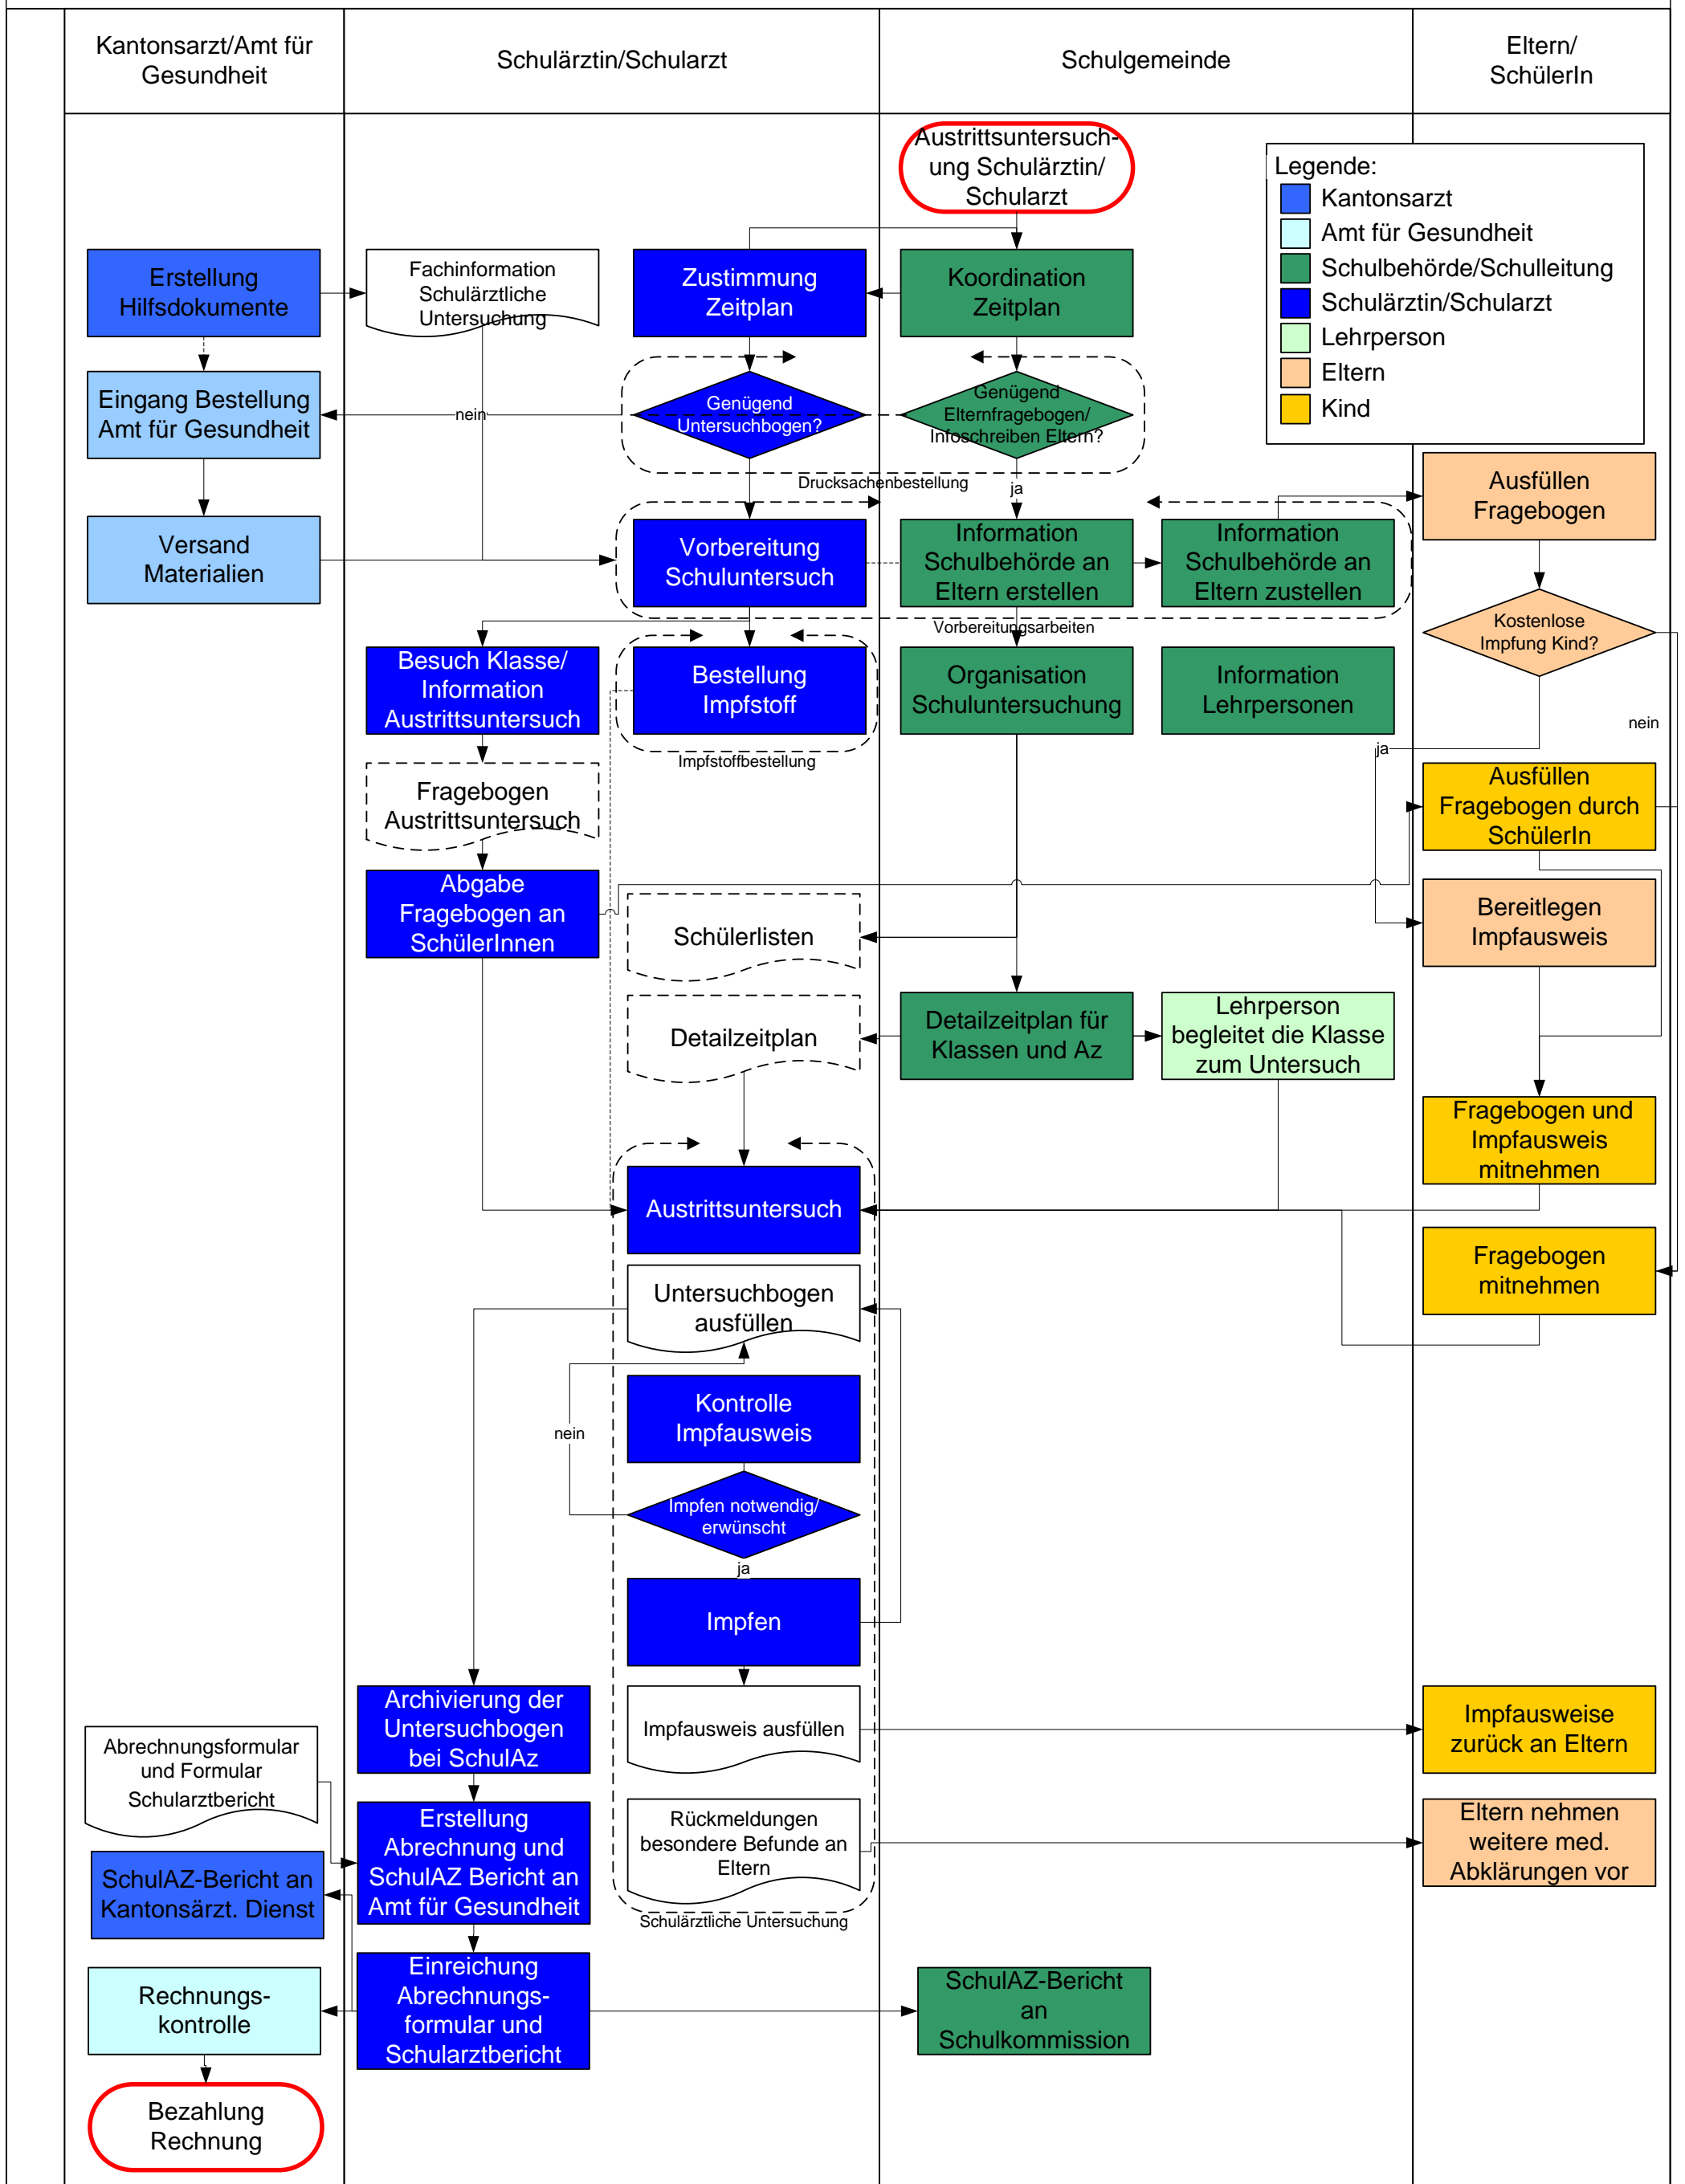 Kantonsarzt/Amt für
Gesundheit
Schulärztin/Schularzt
Schulgemeinde
Eltern/
SchülerIn
Austrittsuntersuch-
ung Schulärztin/
Schularzt
Legende:
Kantonsarzt
Amt für Gesundheit
Schulbehörde/Schulleitung
Schulärztin/Schularzt
Lehrperson
Eltern
Kind
Erstellung
Hilfsdokumente
Fachinformation
Schulärztliche
Untersuchung
Zustimmung
Zeitplan
Koordination
Zeitplan
Eingang Bestellung
Amt für Gesundheit
nein
Genügend
Untersuchbogen?
Genügend
Elternfragebogen/
Infoschreiben Eltern?
Drucksachenbestellung
ja
Ausfüllen
Fragebogen
Versand
Materialien
Vorbereitung
Schuluntersuch
Information
Schulbehörde an
Eltern erstellen
Information
Schulbehörde an
Eltern zustellen
Vorbereitungsarbeiten
Kostenlose
Impfung Kind?
Besuch Klasse/
Information
Austrittsuntersuch
Bestellung
Impfstoff
Organisation
Schuluntersuchung
Information
Lehrpersonen
nein
ja
Impfstoffbestellung
Fragebogen
Austrittsuntersuch
Ausfüllen
Fragebogen durch
SchülerIn
Abgabe
Fragebogen an
SchülerInnen
Schülerlisten
Bereitlegen
Impfausweis
Detailzeitplan
Detailzeitplan für
Klassen und Az
Lehrperson
begleitet die Klasse
zum Untersuch
Fragebogen und
Impfausweis
mitnehmen
Austrittsuntersuch
Fragebogen
mitnehmen
Untersuchbogen
ausfüllen
Kontrolle
Impfausweis
nein
Impfen notwendig/
erwünscht
ja
Impfen
Archivierung der
Untersuchbogen
bei SchulAz
Impfausweis ausfüllen
Impfausweise
zurück an Eltern
Abrechnungsformular
und Formular
Schularztbericht
Erstellung
Abrechnung und
SchulAZ Bericht an
Amt für Gesundheit
Rückmeldungen
besondere Befunde an
Eltern
Eltern nehmen
weitere med.
Abklärungen vor
SchulAZ-Bericht an
Kantonsärzt. Dienst
Schulärztliche Untersuchung
Rechnungs-
kontrolle
Einreichung
Abrechnungs-
formular und
Schularztbericht
SchulAZ-Bericht
an
Schulkommission
Bezahlung
Rechnung